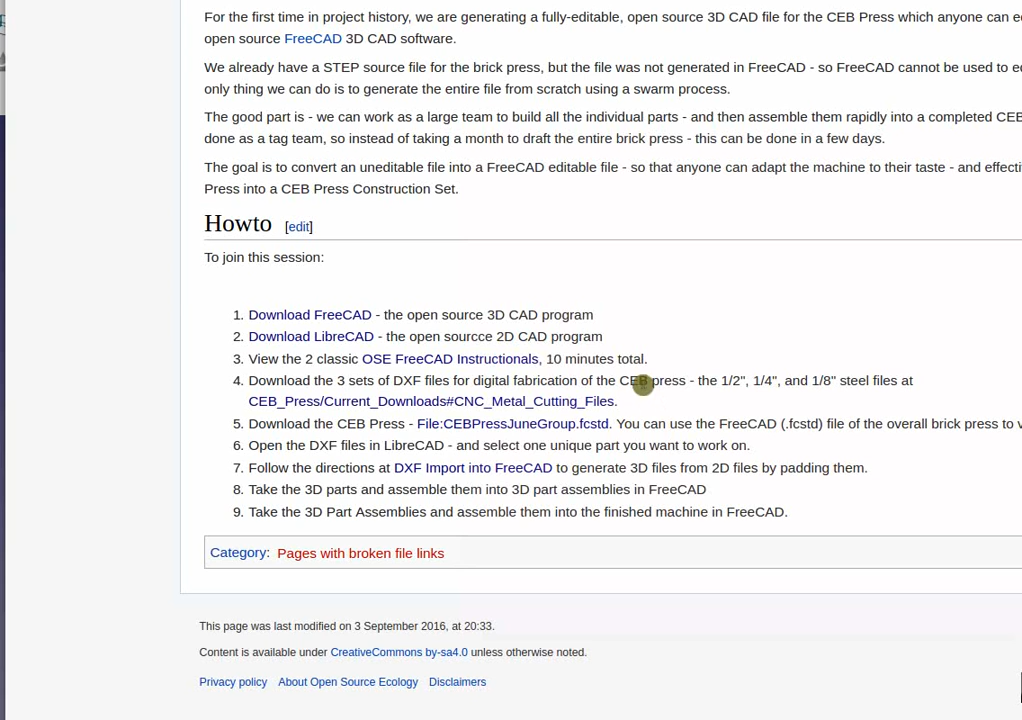 For the first time in project history, we are generating a fully-editable, open source 3D CAD file for the CEB Press which anyone can
open source FreeCAD 3D CAD software.
We already have a STEP source file for the brick press, but the file was not generated in FreeCAD - so FreeCAD cannot be used to
only thing we can do is to generate the entire file from scratch using a swarm process.
The good part is - we can work as a large team to build all the individual parts - and then assemble them rapidly into a completed CEB
done as a tag team, so instead of taking a month to draft the entire brick press - this can be done in a few days.
The goal is to convert an uneditable file into a FreeCAD editable file - so that anyone can adapt the machine to their taste - and
Press into a CEB Press Construction Set.
Howto [edit]
To join this session:
1. Download FreeCAD - the open source 3D CAD program
2. Download LibreCAD - the open sourcce 2D CAD program
3. View the 2 classic OSE FreeCAD Instructionals, 10 minutes total.
4. Download the 3 sets of DXF files for digital fabrication of the CEB press - the 1/2", 1/4", and 1/8" steel files at
CEB_Press/Current_Downloads#CNC_Metal_Cutting_Files.
5. Download the CEB Press - File:CEBPressJuneGroup.fcstd. You can use the FreeCAD (.fcstd) file of the overall brick press to
6. Open the DXF files in LibreCAD - and select one unique part you want to work on.
7. Follow the directions at DXF Import into FreeCAD to generate 3D files from 2D files by padding them.
8. Take the 3D parts and assemble them into 3D part assemblies in FreeCAD
9. Take the 3D Part Assemblies and assemble them into the finished machine in FreeCAD.
Category: Pages with broken file links
This page was last modified on 3 September 2016, at 20:33.
Content is available under CreativeCommons by-sa4.0 unless otherwise noted.
Privacy policy About Open Source Ecology Disclaimers